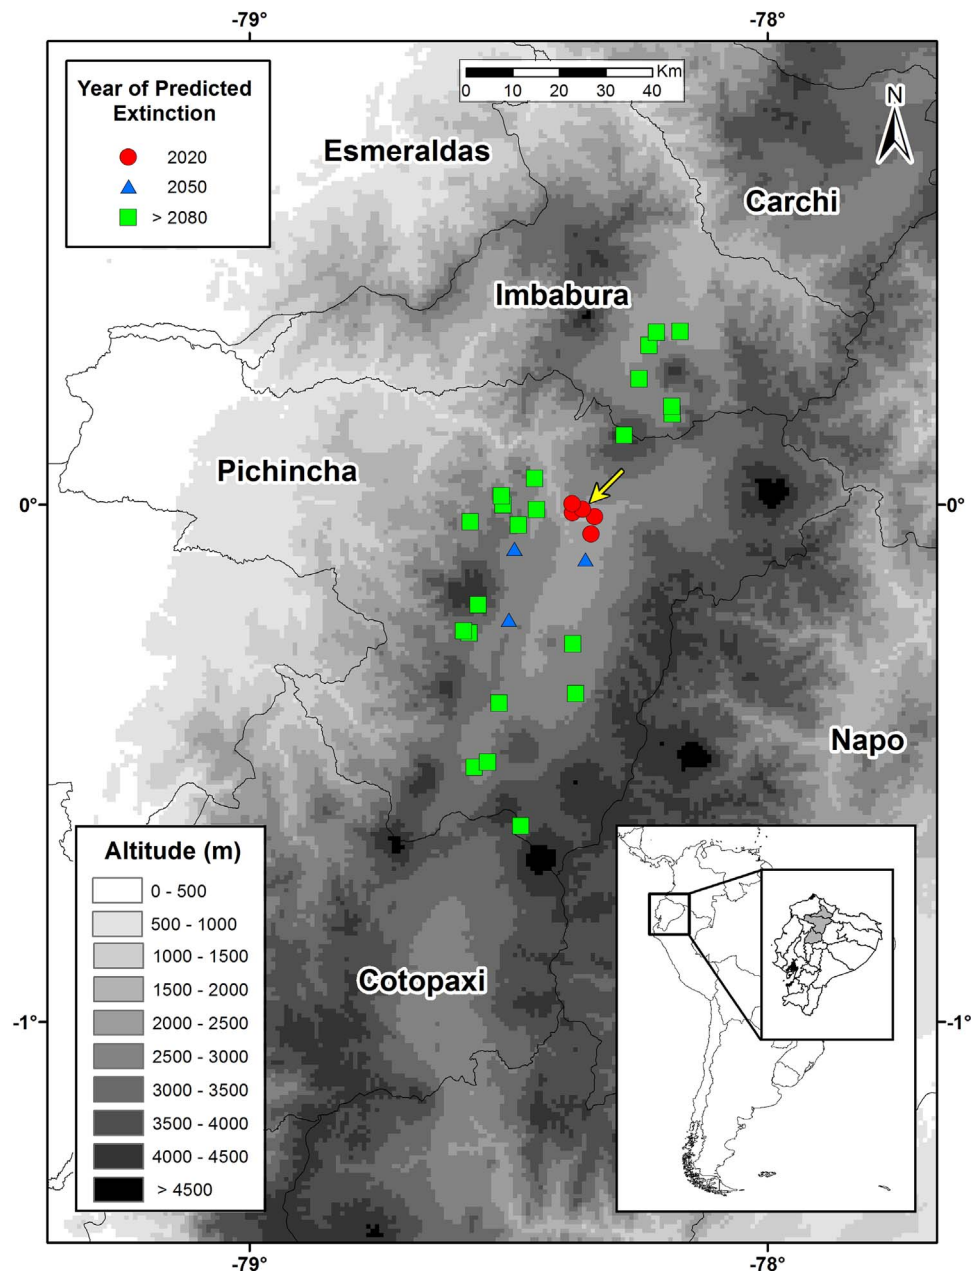 -79°
-78°
Year of Predicted
Extinction
2020
2050
> 2080
Km
0 10 20 30 40
N
Esmeraldas
Carchi
Imbabura
Pichincha
0°
0°
Napo
Altitude (m)
0 - 500
500 - 1000
1000 - 1500
1500 - 2000
2000 - 2500
2500 - 3000
3000 - 3500
3500 - 4000
4000 - 4500
> 4500
Cotopaxi
-1°
-1°
-79°
-78°